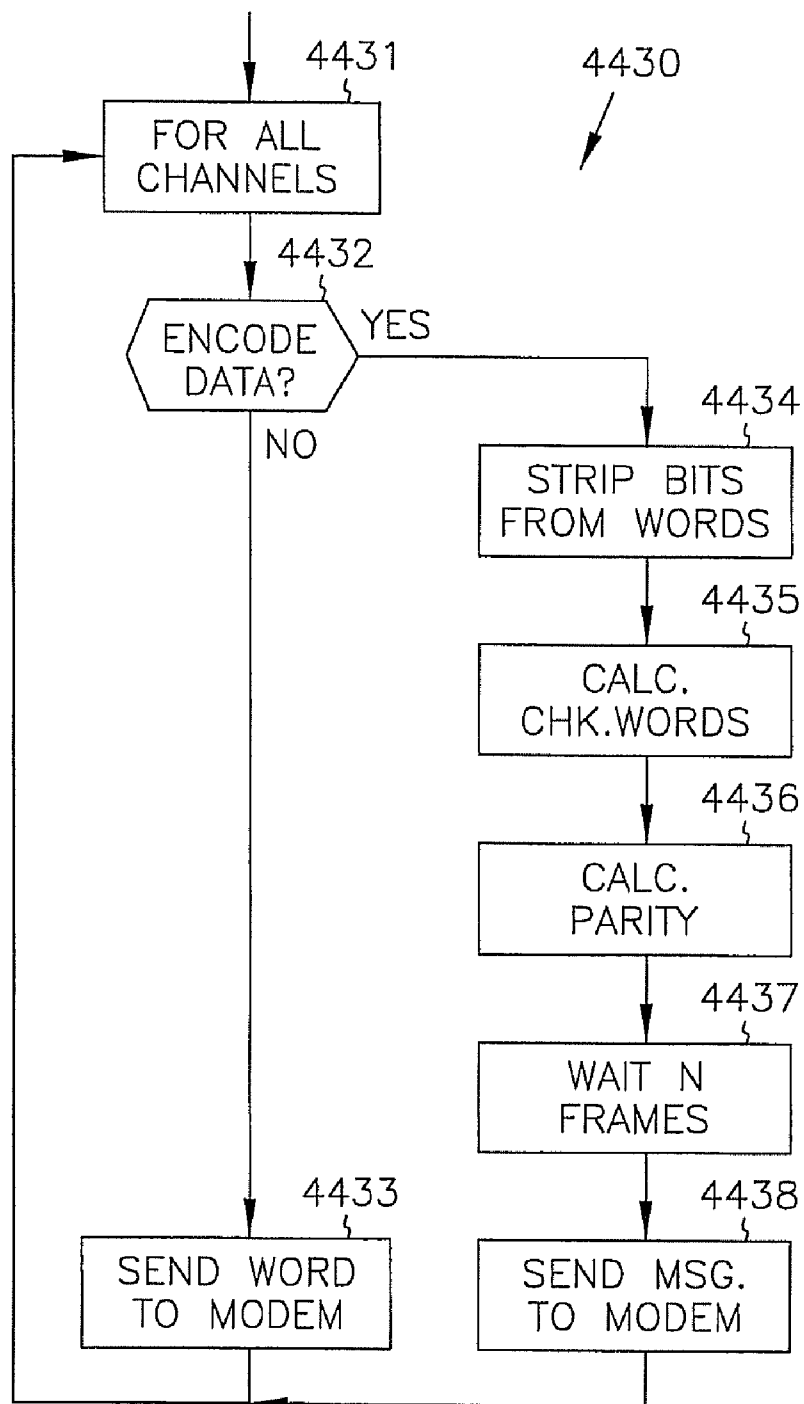 4431
4430
FOR ALL
CHANNELS
4432
ENCODE
DATA?
YES
NO
4434
STRIP BITS
FROM WORDS
4435
CALC.
CHK.WORDS
4436
CALC.
PARITY
4437
WAIT N
FRAMES
4433
SEND WORD
TO MODEM
4438
SEND MSG.
TO MODEM